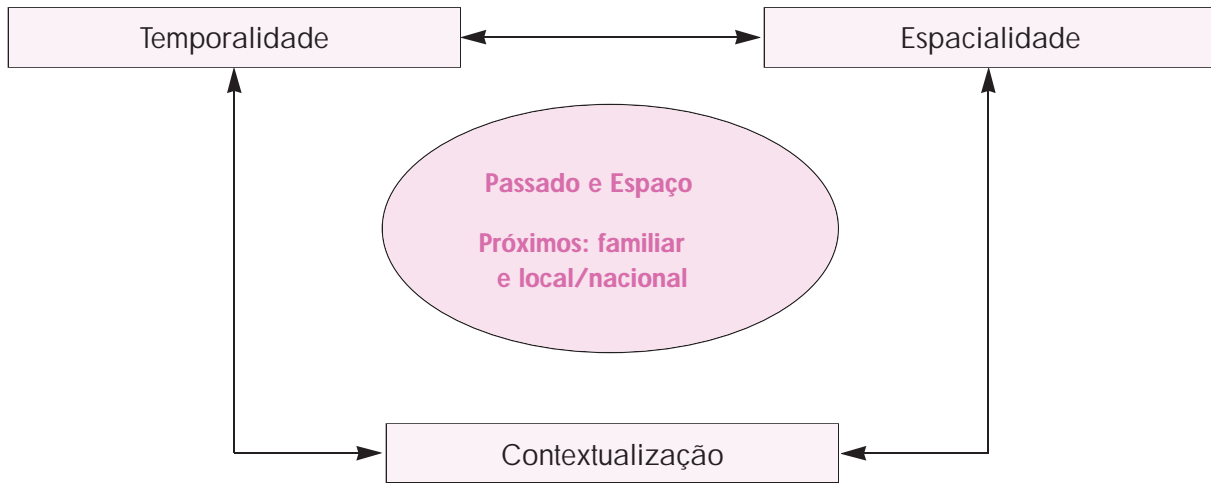 Temporalidade
Espacialidade
Passado e Espaço
Próximos: familiar
e local/nacional
Contextualização